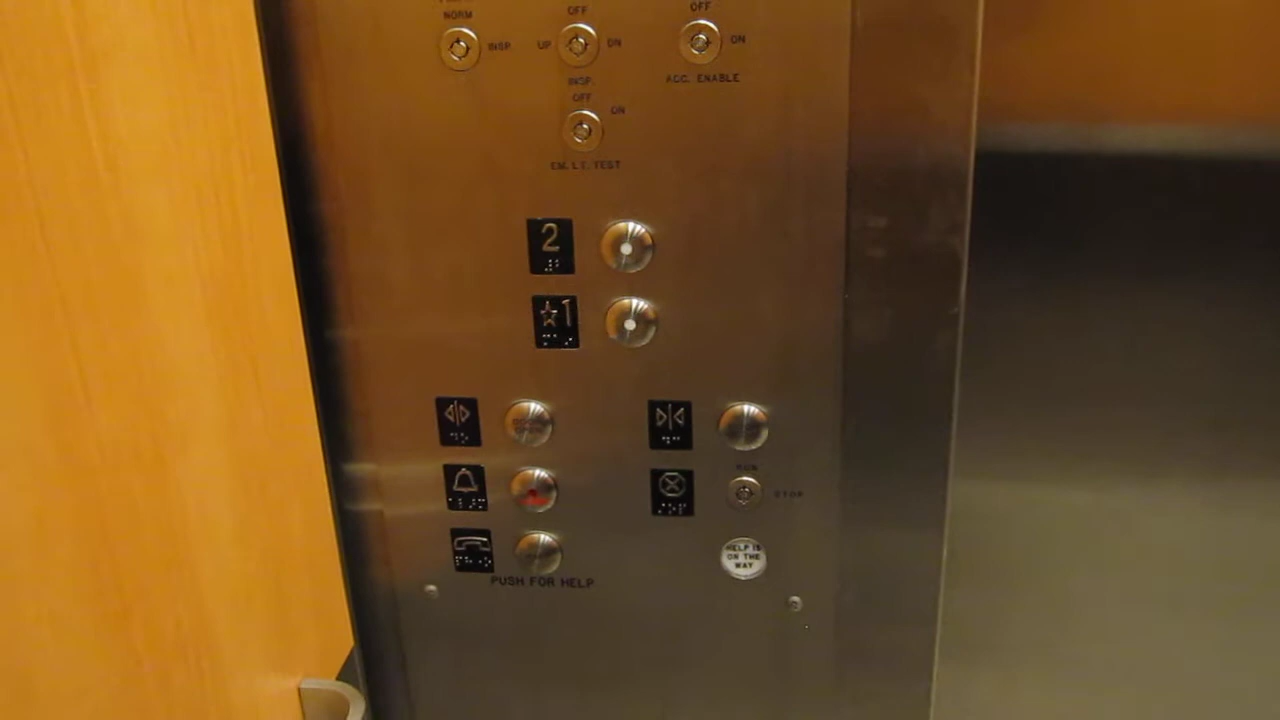 NORM
INSP.
OFF
UP
DN
INSP.
OFF
ON
ACC. ENABLE
OFF
ON
EM. LT. TEST
2
☆1
RUN
STOP
HELP IS
ON THE
WAY
PUSH FOR HELP